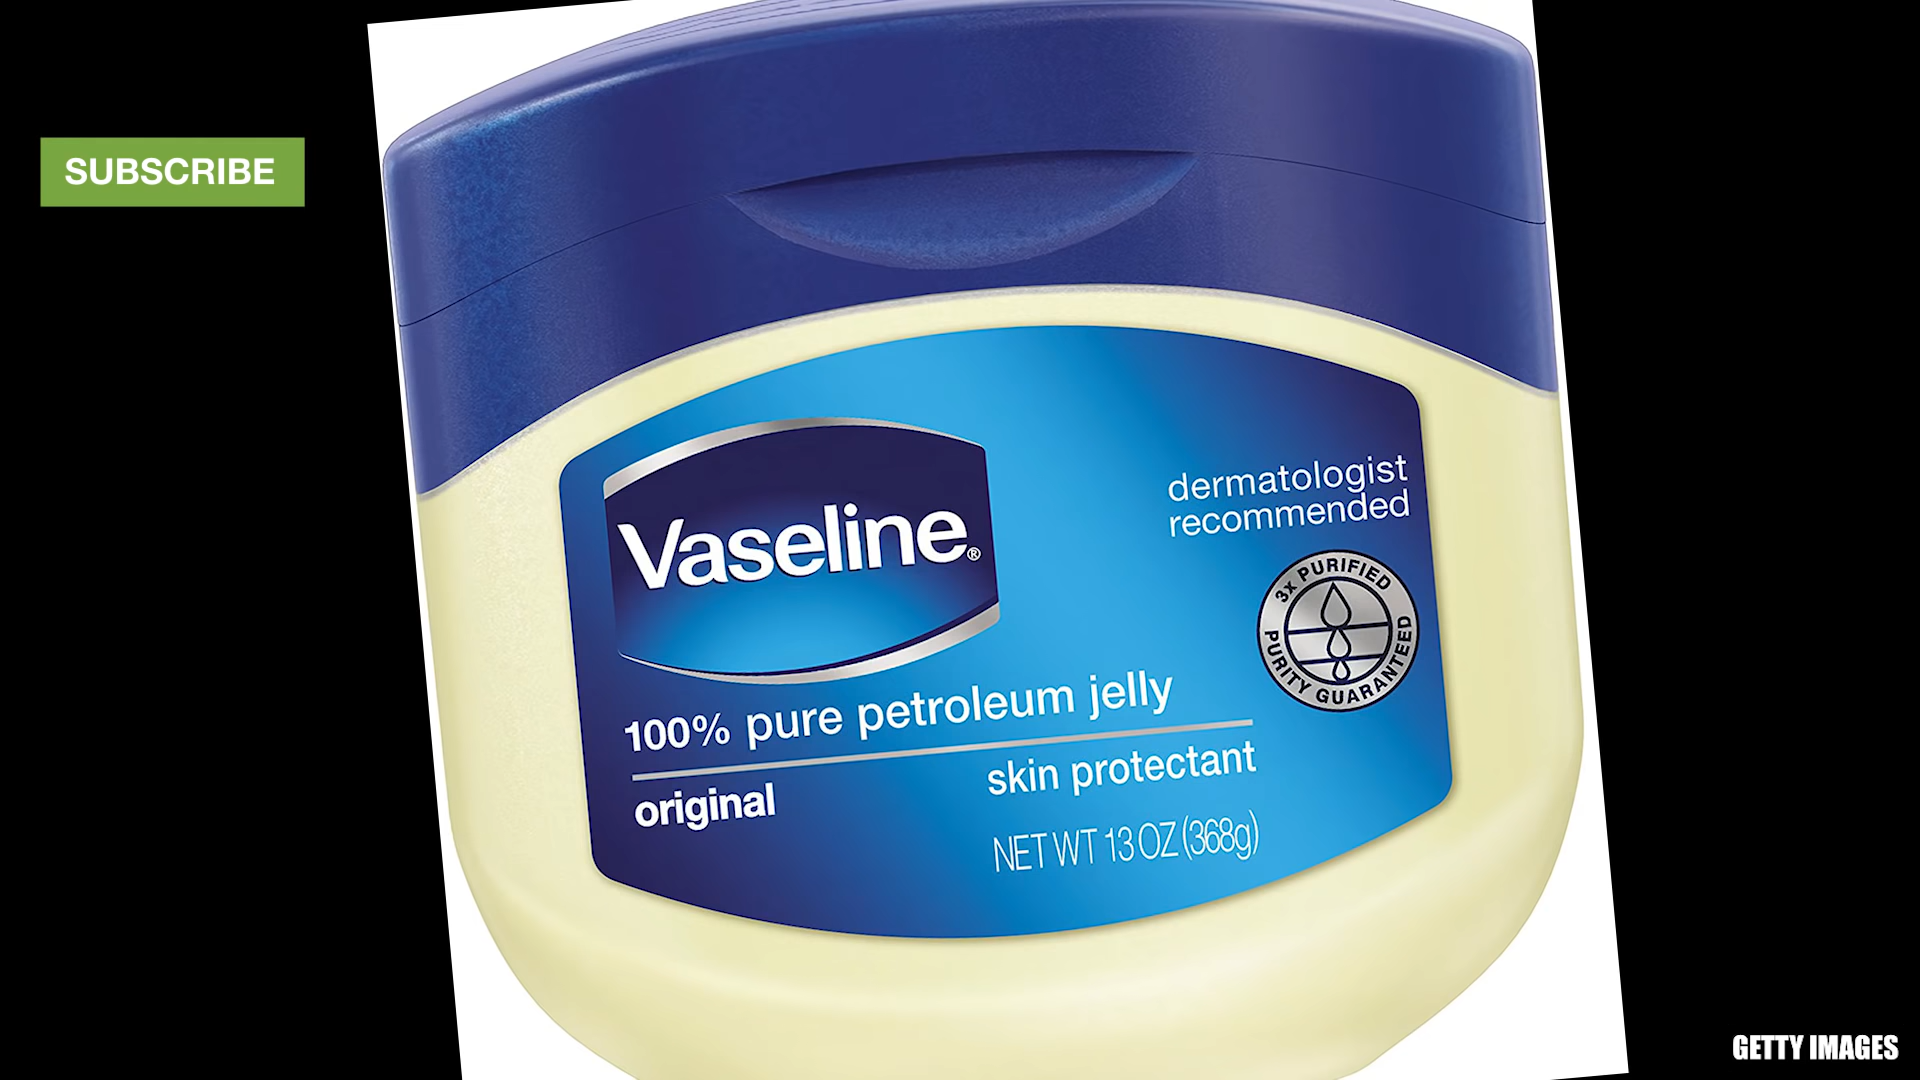 SUBSCRIBE
Vaseline®
dermatologist
recommended
3x PURIFIED
PURITY GUARANTEED
100% pure petroleum jelly
original
skin protectant
NET WT 13 OZ (368g)
GETTY IMAGES